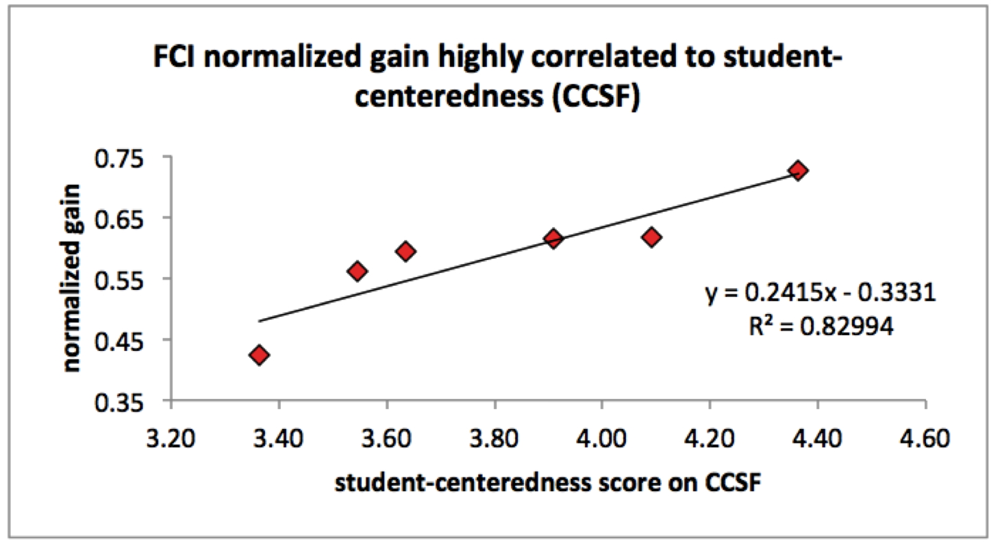 FCI normalized gain highly correlated to student-
centeredness (CCSF)
normalized gain
0.75
0.65
0.55
0.45
0.35
y = 0.2415x - 0.3331
R² = 0.82994
3.20 3.40 3.60 3.80 4.00 4.20 4.40 4.60
student-centeredness score on CCSF